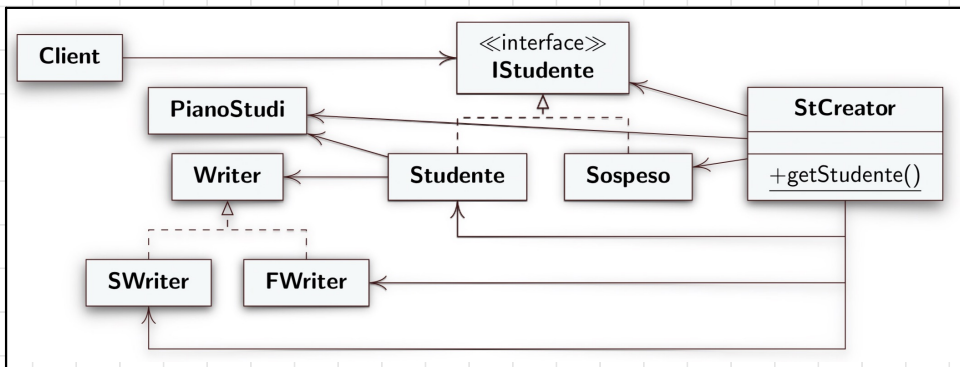 Client
≪interface≫
IStudente
PianoStudi
StCreator
Writer
Studente
Sospeso
+getStudente()
SWriter
FWriter